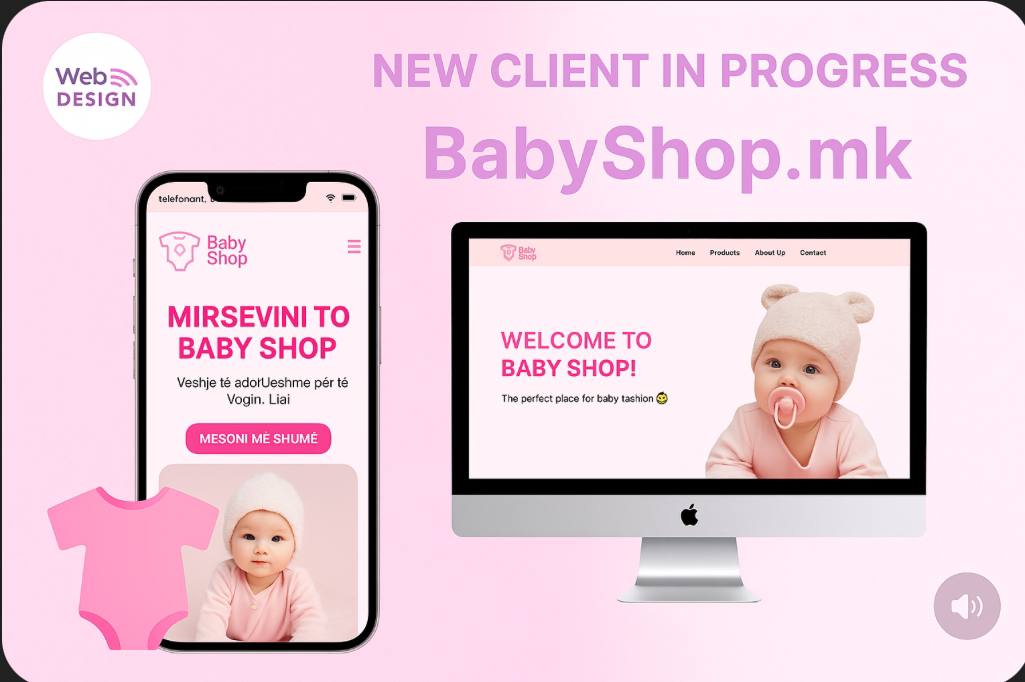 Web
DESIGN
NEW CLIENT IN PROGRESS
BabyShop.mk
telefonant,
Baby
Shop
MIRSEVINI TO
BABY SHOP
Veshje té adorUeshme pér té
Vogin. Liai
MESONI MÉ SHUMÉ
Baby
Shop
Home Products About Up Contact
WELCOME TO
BABY SHOP!
The perfect place for baby tashion 😄